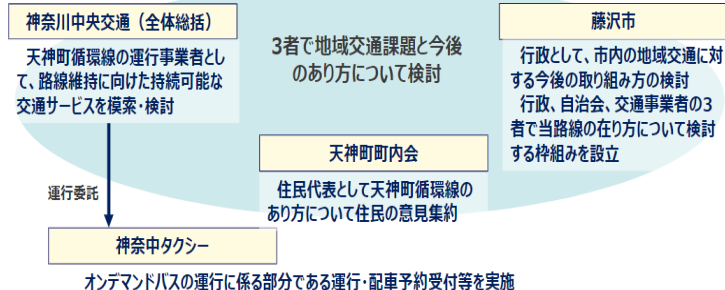 神奈川中央交通（全体総括）
天神町循環線の運行事業者とし
て、路線維持に向けた持続可能な
交通サービスを模索・検討
3者で地域交通課題と今後
のあり方について検討
藤沢市
行政として、市内の地域交通に対
する今後の取り組み方の検討
行政、自治会、交通事業者の3
者で当路線の在り方について検討
する枠組みを設立
天神町町内会
住民代表として天神町循環線の
あり方について住民の意見集約
運行委託
神奈中タクシー
オンデマンドバスの運行に係る部分である運行・配車予約受付等を実施